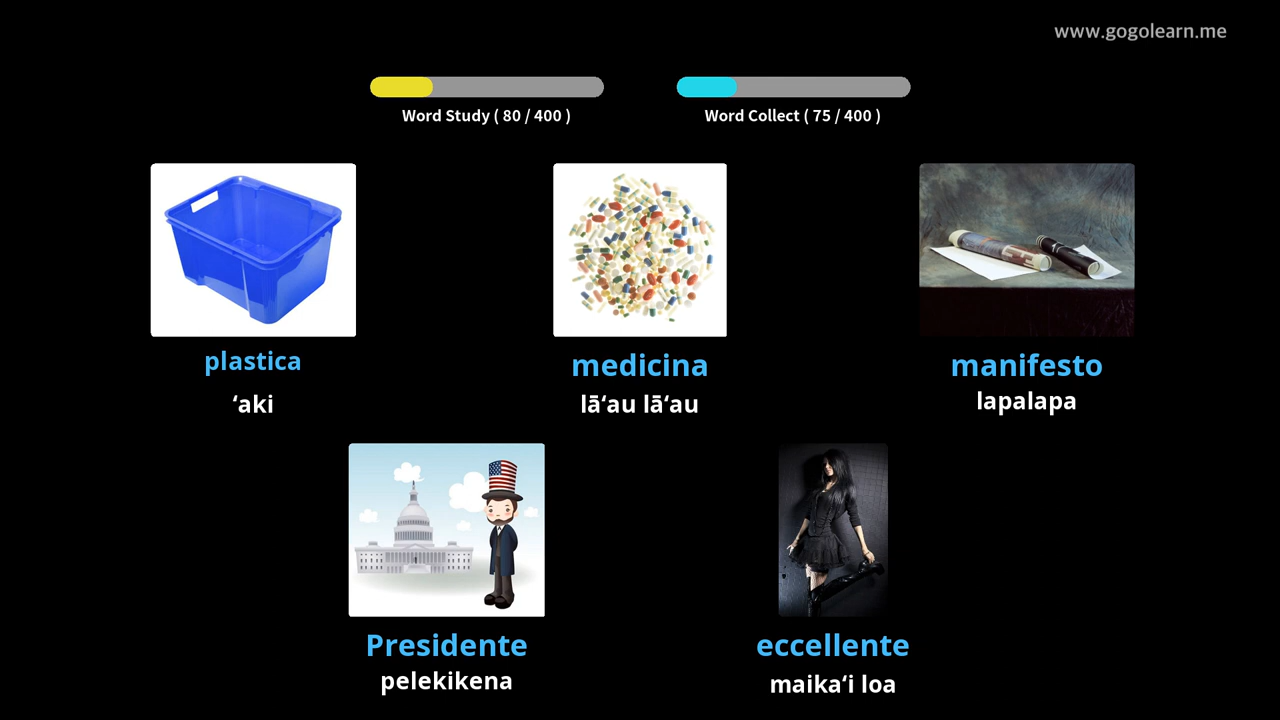 www.gogolearn.me
Word Study ( 80 / 400 )
Word Collect ( 75 / 400 )
plastica
ʻaki
medicina
lāʻau lāʻau
manifesto
lapalapa
Presidente
pelekikena
eccellente
maikaʻi loa